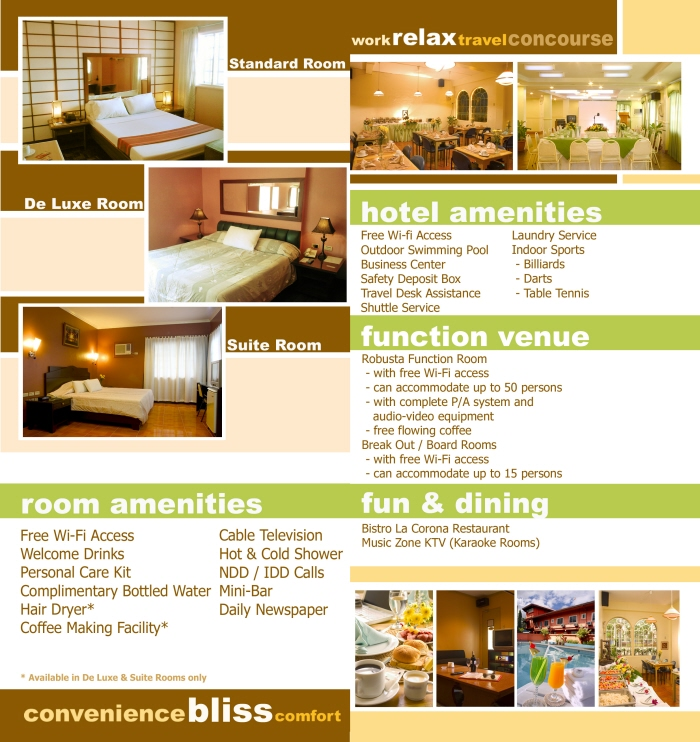 Standard Room
De Luxe Room
Suite Room
room amenities
Free Wi-Fi Access
Welcome Drinks
Personal Care Kit
Complimentary Bottled Water
Hair Dryer*
Coffee Making Facility*
Cable Television
Hot & Cold Shower
NDD / IDD Calls
Mini-Bar
Daily Newspaper
* Available in De Luxe & Suite Rooms only
convenience bliss comfort
work relax travel concourse
hotel amenities
Free Wi-fi Access
Outdoor Swimming Pool
Business Center
Safety Deposit Box
Travel Desk Assistance
Shuttle Service
Laundry Service
Indoor Sports
- Billiards
- Darts
- Table Tennis
function venue
Robusta Function Room
- with free Wi-Fi access
- can accommodate up to 50 persons
- with complete P/A system and
audio-video equipment
- free flowing coffee
Break Out / Board Rooms
- with free Wi-Fi access
- can accommodate up to 15 persons
fun & dining
Bistro La Corona Restaurant
Music Zone KTV (Karaoke Rooms)